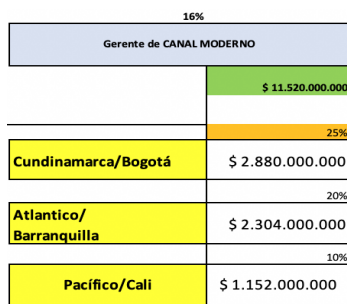 16%
Gerente de CANAL MODERNO
$ 11.520.000.000
25%
Cundinamarca/Bogotá $ 2.880.000.000
20%
Atlantico/
Barranquilla $ 2.304.000.000
10%
Pacífico/Cali $ 1.152.000.000